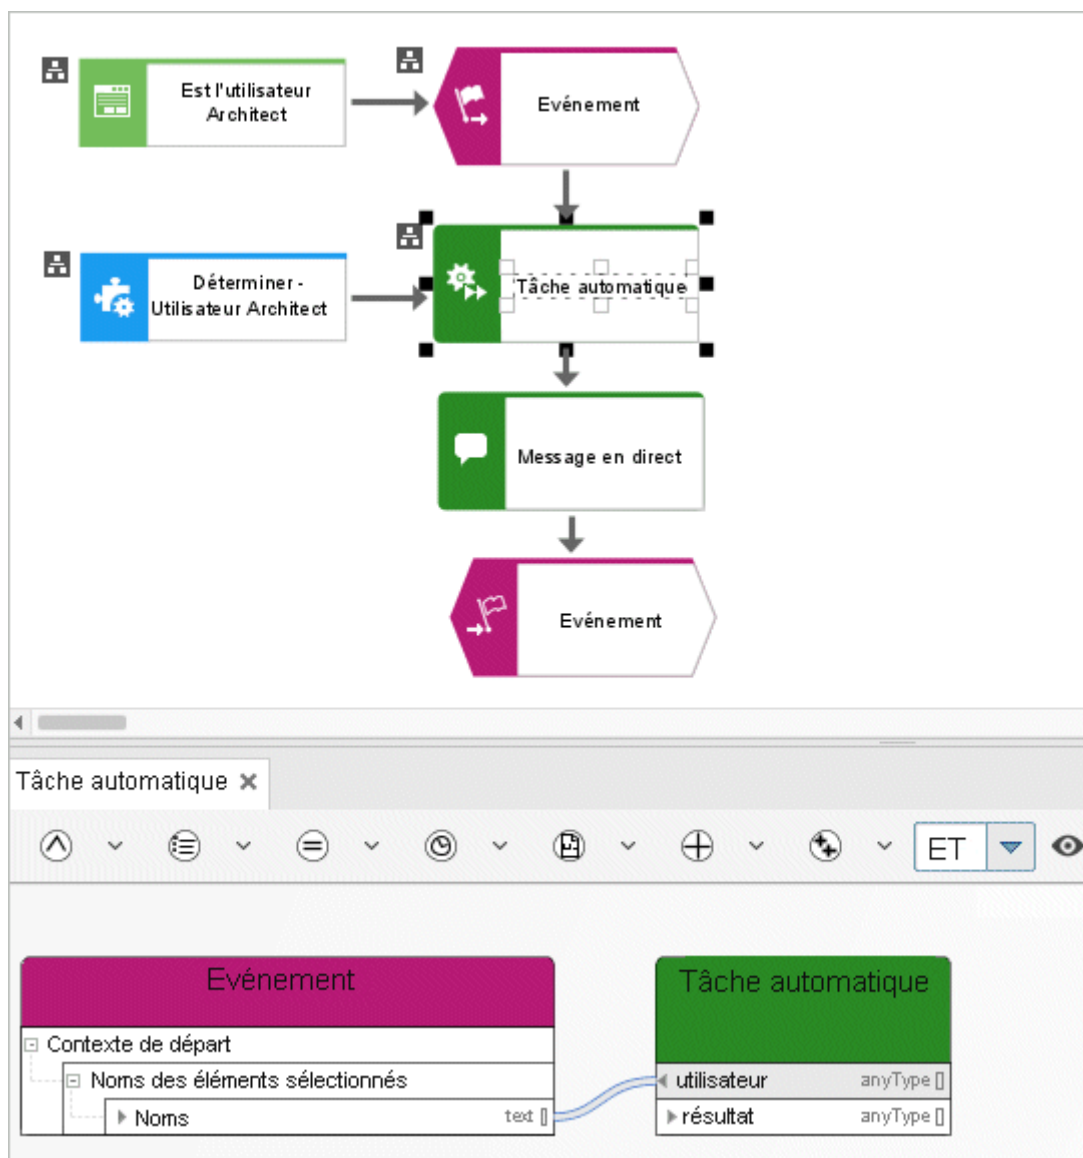 Est l'utilisateur
Architect
Evénement
Déterminer -
Utilisateur Architect
Tâche automatique
Message en direct
Evénement
Tâche automatique
ET
Evénement
Tâche automatique
Contexte de départ
Noms des éléments sélectionnés
utilisateur anyType []
Noms text []
résultat anyType []